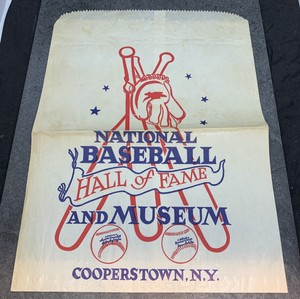 NATIONAL
BASEBALL
HALL of FAME
AND MUSEUM
COOPERSTOWN, N.Y.